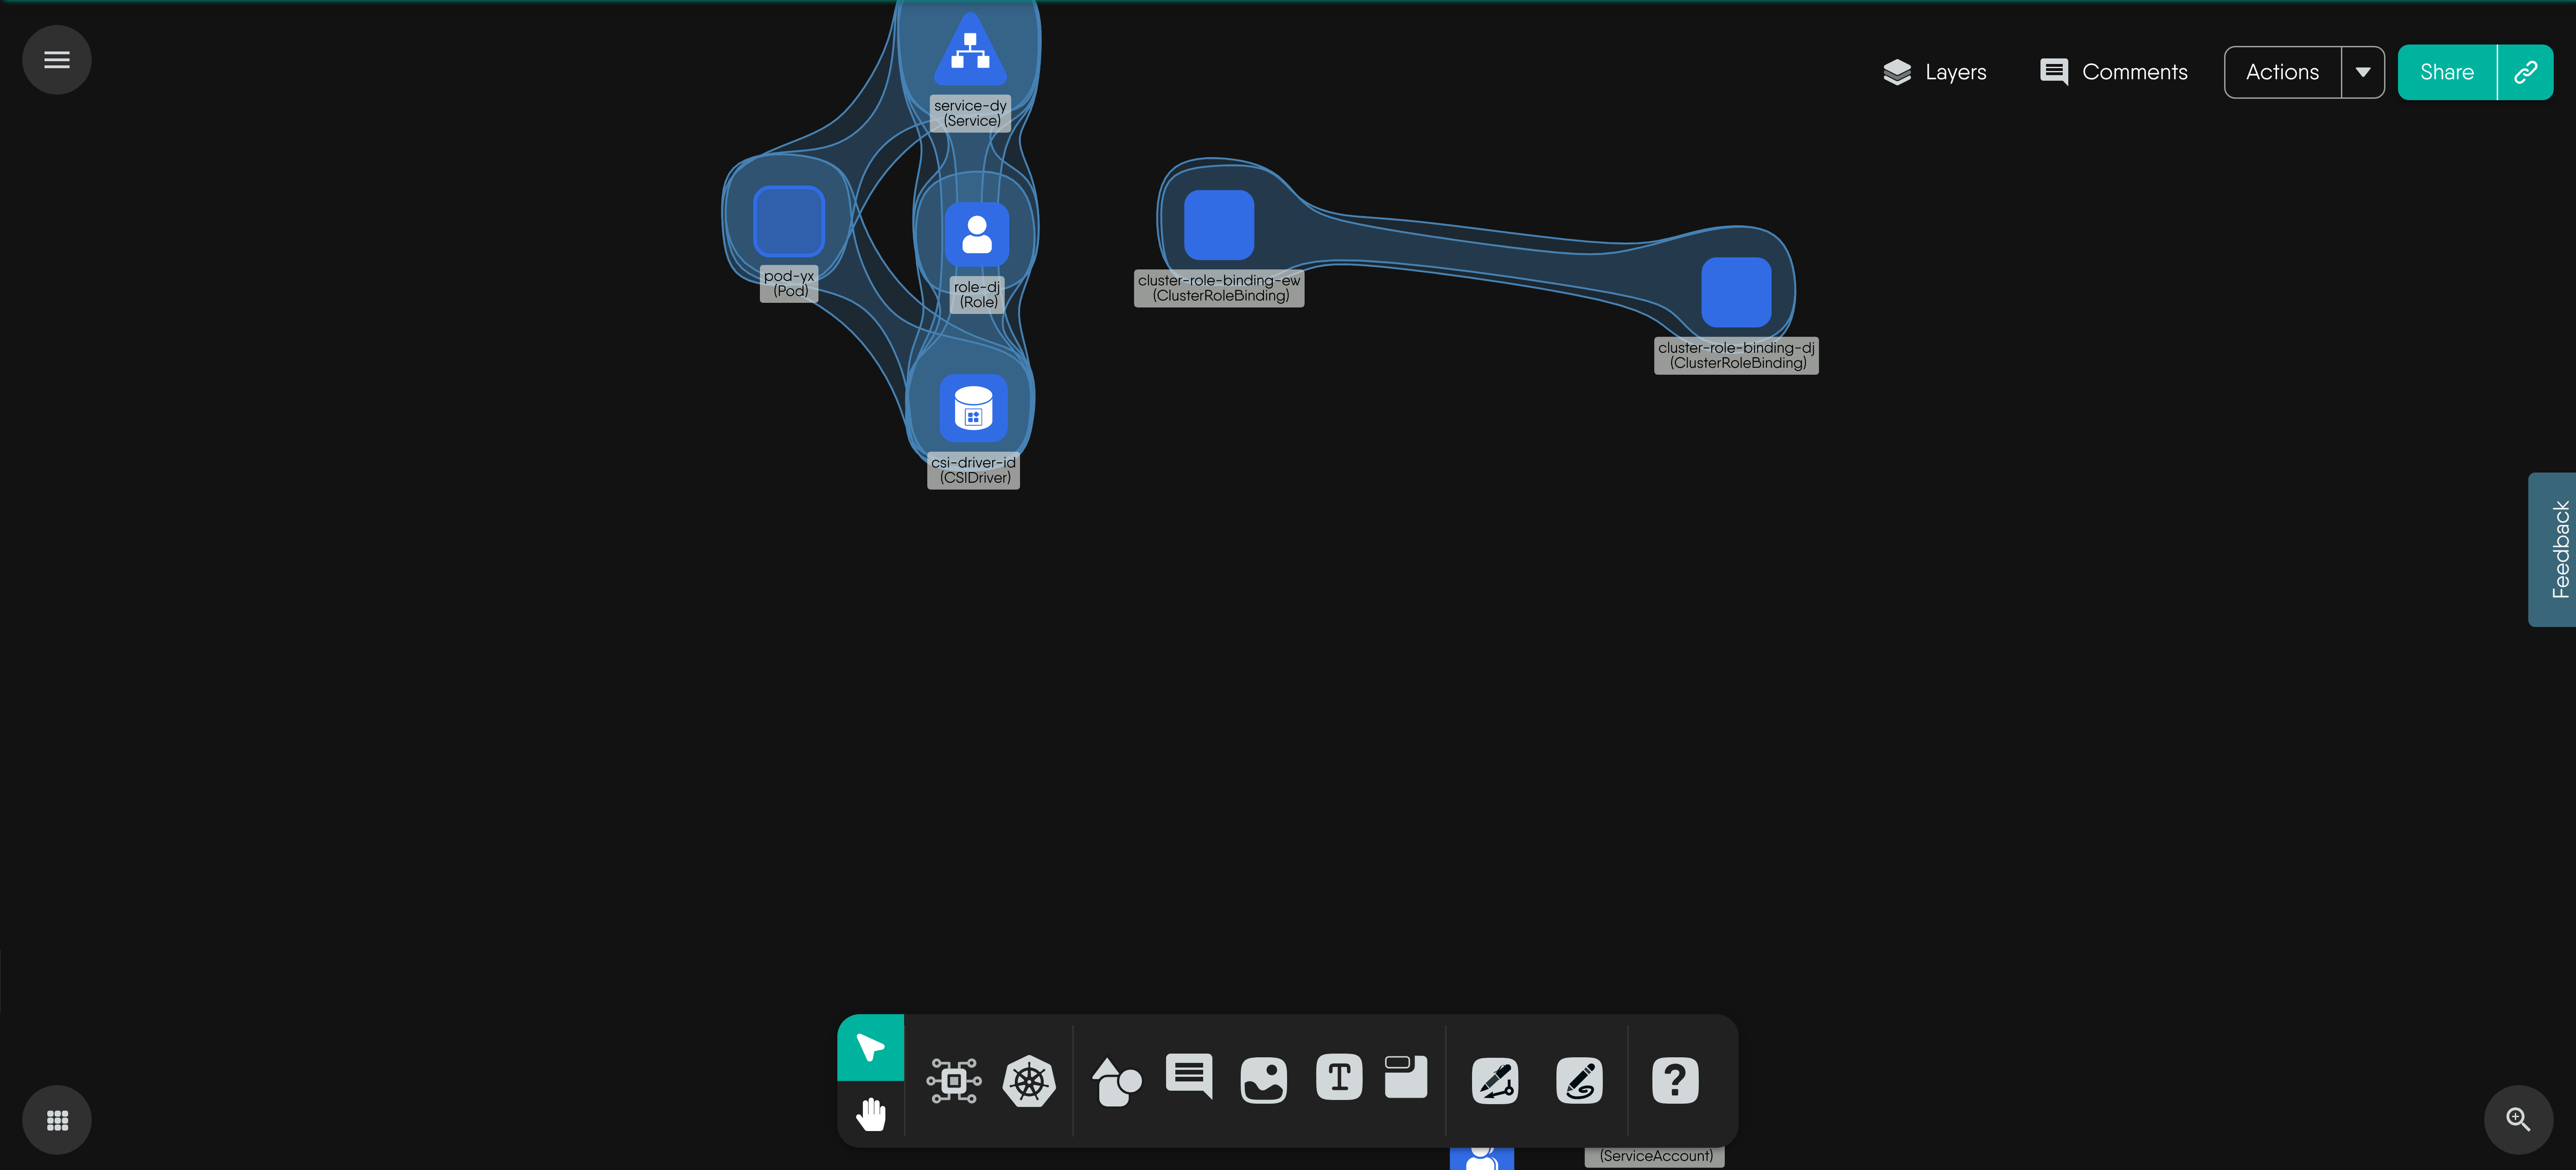 Layers
Comments
Actions
Share
service-dy
(Service)
pod-yx
(Pod)
role-dj
(Role)
cluster-role-binding-ew
(ClusterRoleBinding)
cluster-role-binding-dj
(ClusterRoleBinding)
csi-driver-id
(CSIDriver)
Feedback
T
?
(ServiceAccount)